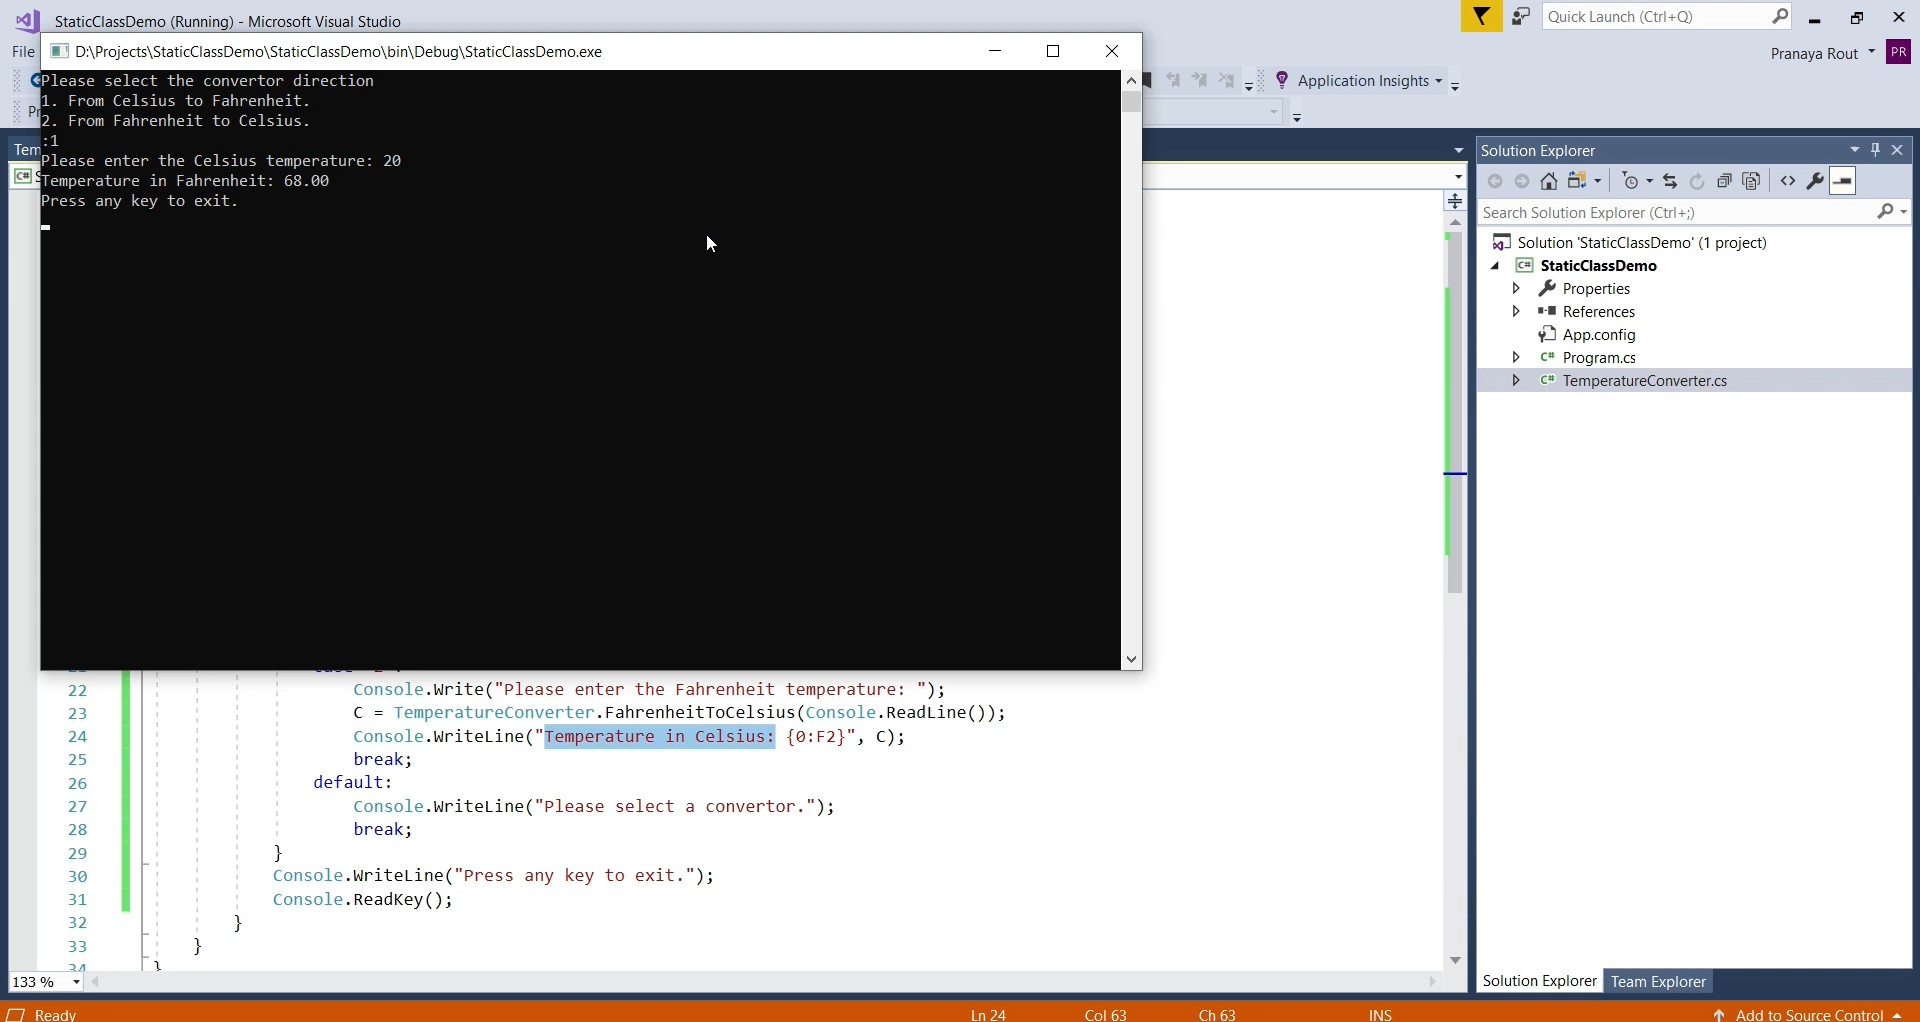 StaticClassDemo (Running) - Microsoft Visual Studio
Quick Launch (Ctrl+Q)
File
D:\Projects\StaticClassDemo\StaticClassDemo\bin\Debug\StaticClassDemo.exe
Pranaya Rout PR
Please select the convertor direction
1. From Celsius to Fahrenheit.
2. From Fahrenheit to Celsius.
:1
Please enter the Celsius temperature: 20
Temperature in Fahrenheit: 68.00
Press any key to exit.
Application Insights
Solution Explorer
Search Solution Explorer (Ctrl+;)
Solution 'StaticClassDemo' (1 project)
C# StaticClassDemo
Properties
References
App.config
C# Program.cs
C# TemperatureConverter.cs
22 Console.Write("Please enter the Fahrenheit temperature: ");
23 C = TemperatureConverter.FahrenheitToCelsius(Console.ReadLine());
24 Console.WriteLine("Temperature in Celsius: {0:F2}", C);
25 break;
26 default:
27 Console.WriteLine("Please select a convertor.");
28 break;
29 }
30 Console.WriteLine("Press any key to exit.");
31 Console.ReadKey();
32 }
33 }
34 }
133 %
Solution Explorer Team Explorer
Ready Ln 24 Col 63 Ch 63 INS Add to Source Control